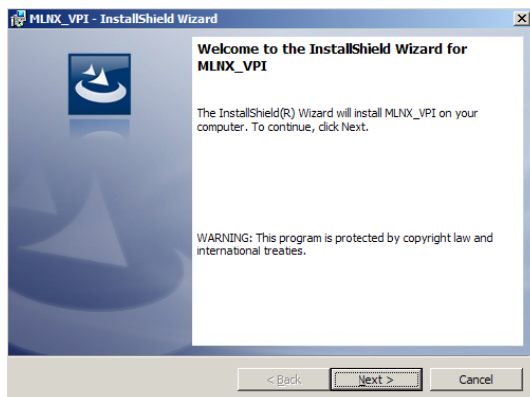 MLNX_VPI - InstallShield Wizard
Welcome to the InstallShield Wizard for
MLNX_VPI
The InstallShield(R) Wizard will install MLNX_VPI on your
computer. To continue, click Next.
WARNING: This program is protected by copyright law and
international treaties.
< Back
Next >
Cancel